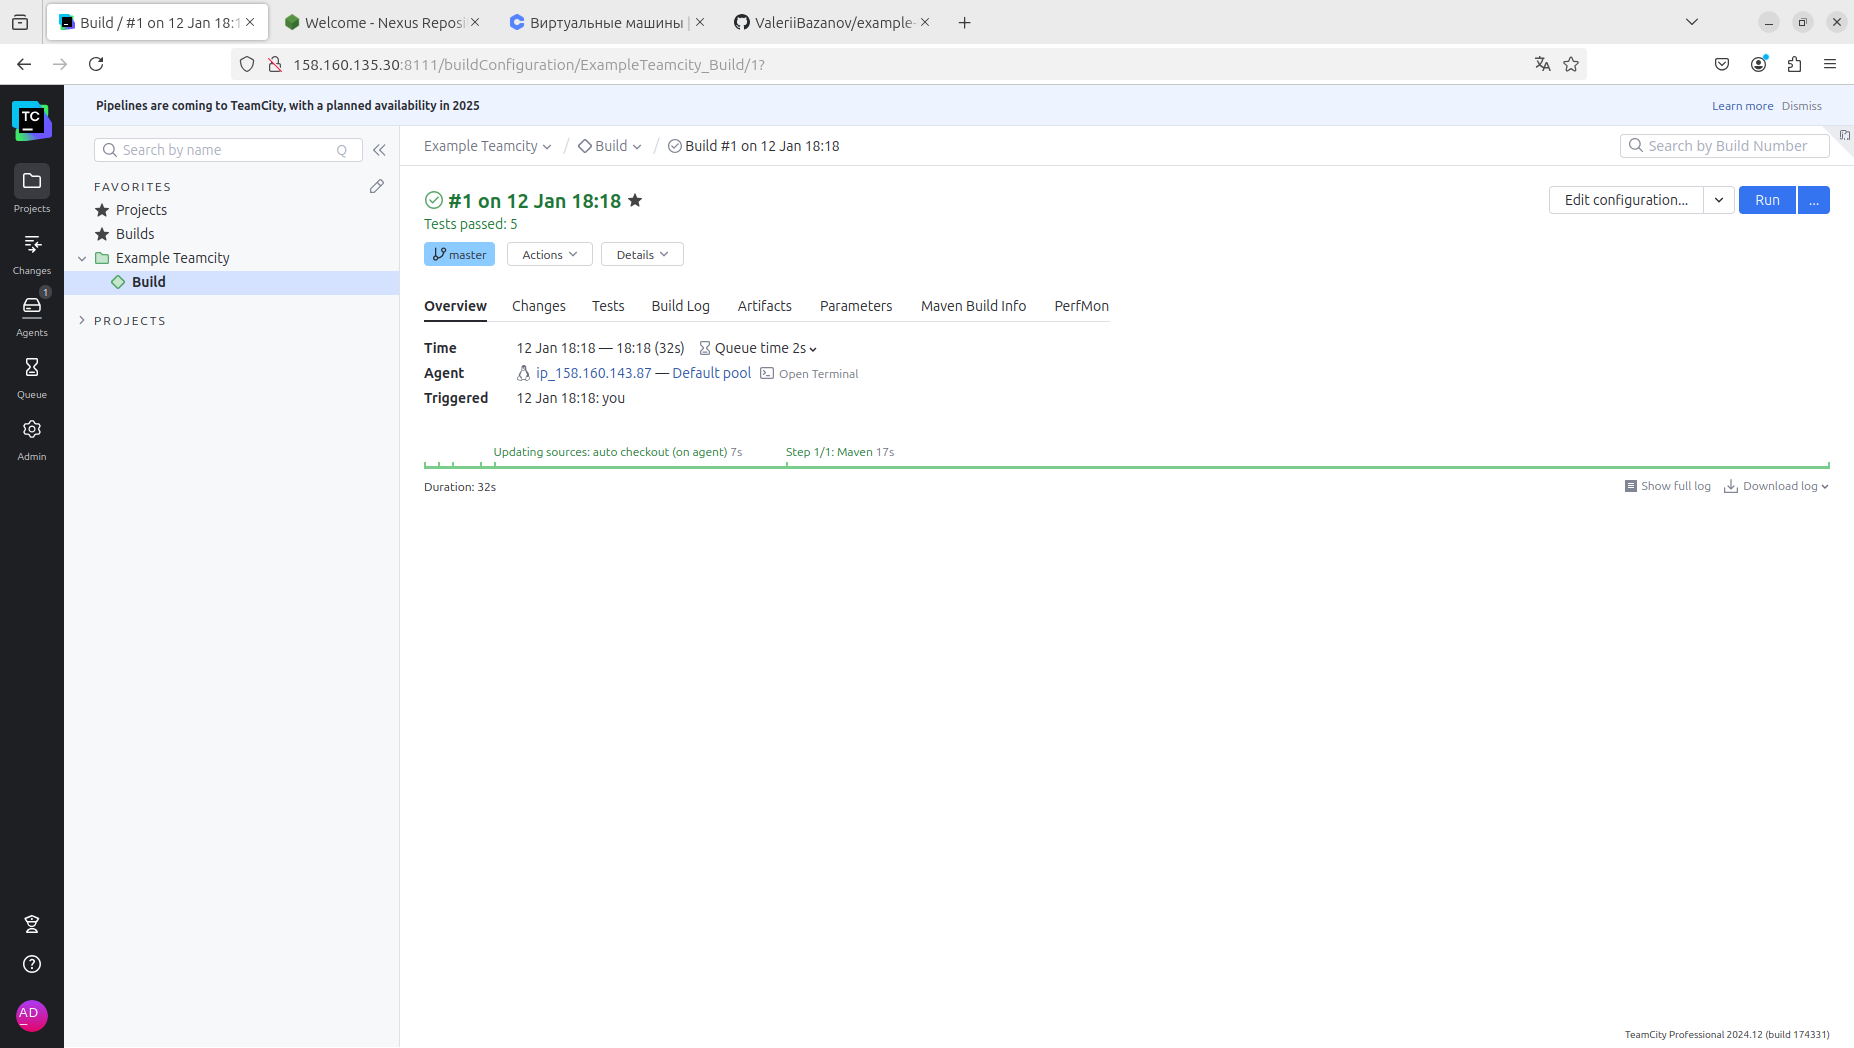 Build / #1 on 12 Jan 18:1
Welcome - Nexus Reposi
Виртуальные машины |
ValeriiBazanov/example-
158.160.135.30:8111/buildConfiguration/ExampleTeamcity_Build/1?
TC
Pipelines are coming to TeamCity, with a planned availability in 2025
Learn more
Dismiss
Projects
Changes
1
Agents
Queue
Admin
AD
Search by name
Q
FAVORITES
Projects
Builds
Example Teamcity
Build
PROJECTS
Example Teamcity / Build / Build #1 on 12 Jan 18:18
Search by Build Number
#1 on 12 Jan 18:18
Edit configuration...
Run
...
Tests passed: 5
master
Actions
Details
Overview
Changes
Tests
Build Log
Artifacts
Parameters
Maven Build Info
PerfMon
Time 12 Jan 18:18 — 18:18 (32s) Queue time 2s
Agent ip_158.160.143.87 — Default pool Open Terminal
Triggered 12 Jan 18:18: you
Updating sources: auto checkout (on agent) 7s
Step 1/1: Maven 17s
Duration: 32s
Show full log
Download log
TeamCity Professional 2024.12 (build 174331)